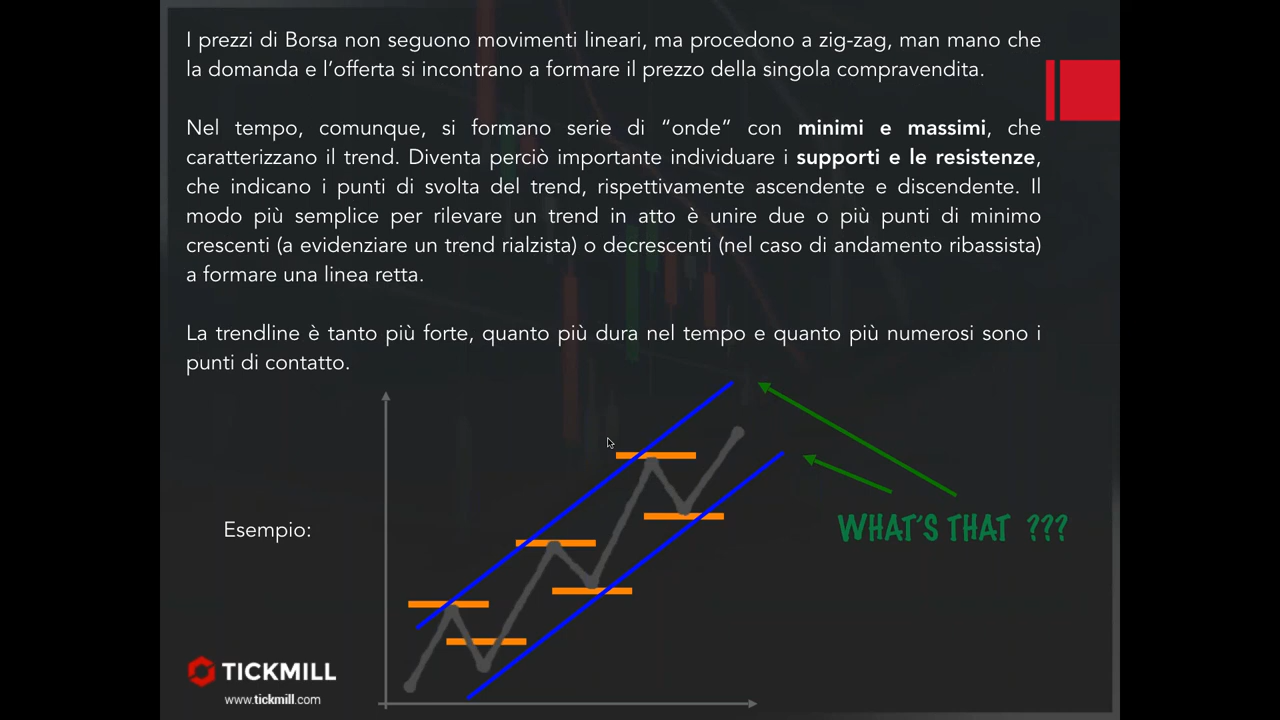 I prezzi di Borsa non seguono movimenti lineari, ma procedono a zig-zag, man mano che
la domanda e l’offerta si incontrano a formare il prezzo della singola compravendita.
Nel tempo, comunque, si formano serie di “onde” con minimi e massimi, che
caratterizzano il trend. Diventa perciò importante individuare i supporti e le resistenze,
che indicano i punti di svolta del trend, rispettivamente ascendente e discendente. Il
modo più semplice per rilevare un trend in atto è unire due o più punti di minimo
crescenti (a evidenziare un trend rialzista) o decrescenti (nel caso di andamento ribassista)
a formare una linea retta.
La trendline è tanto più forte, quanto più dura nel tempo e quanto più numerosi sono i
punti di contatto.
Esempio:
WHAT'S THAT ???
TICKMILL
www.tickmill.com